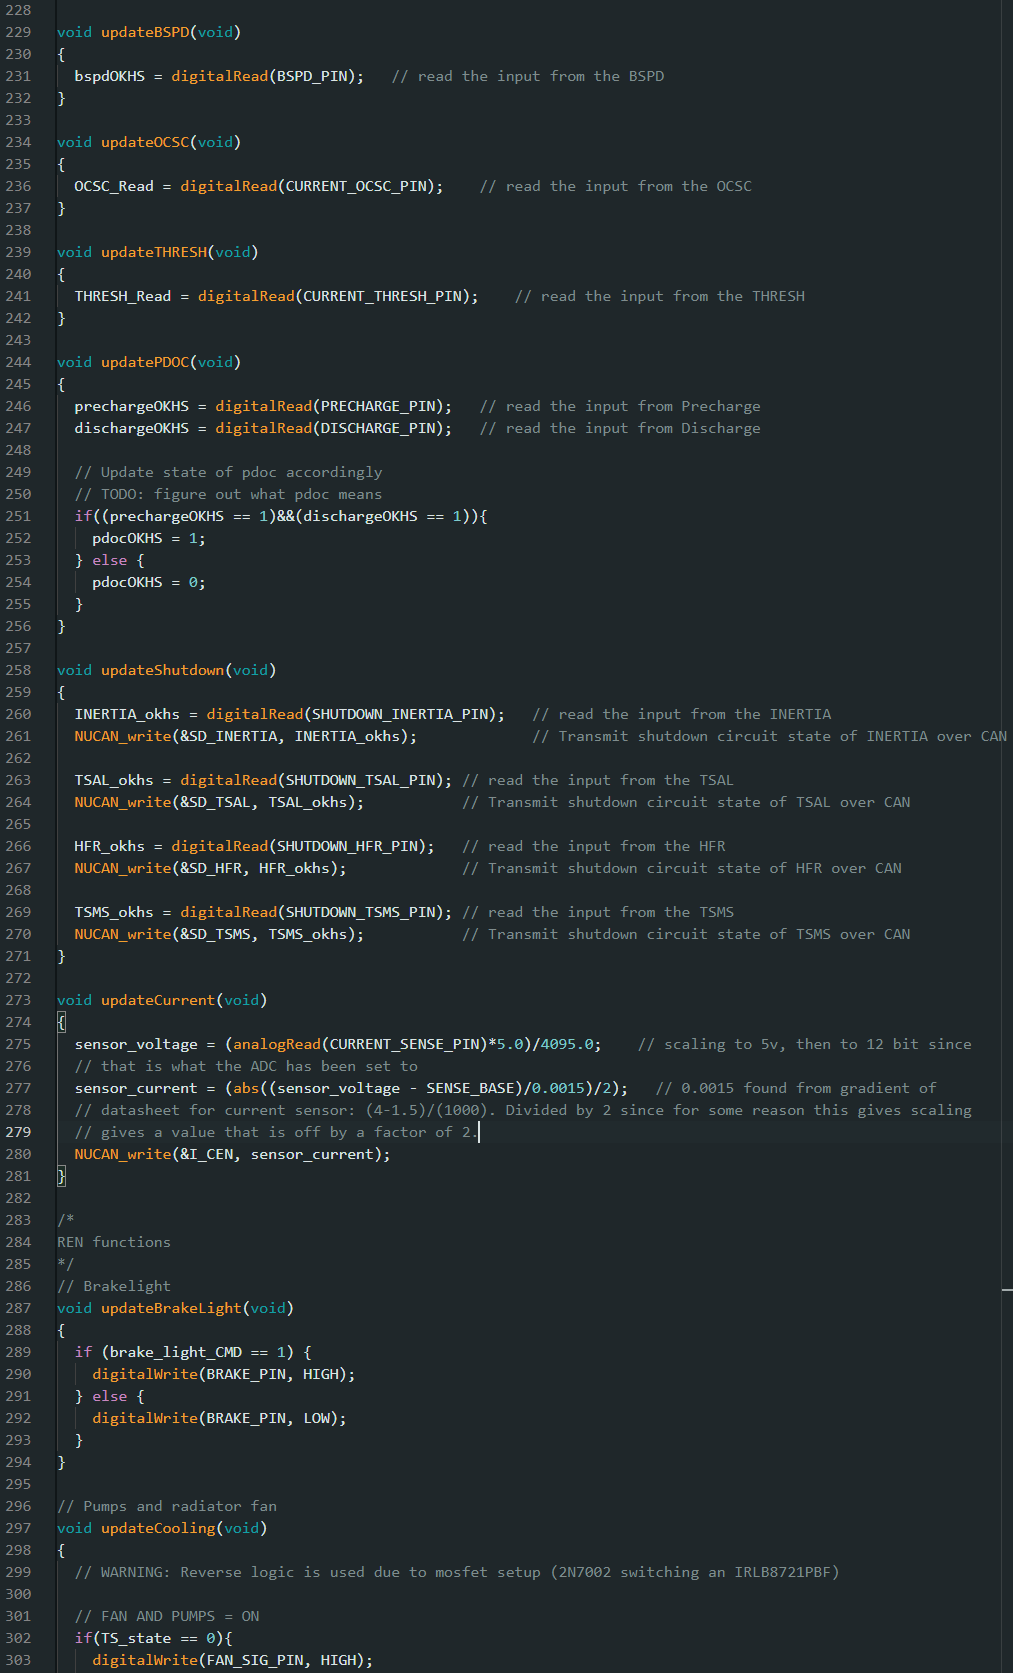 228
229 void updateBSPD(void)
230 {
231   bspdOKHS = digitalRead(BSPD_PIN);   // read the input from the BSPD
232 }
233
234 void updateOCSC(void)
235 {
236   OCSC_Read = digitalRead(CURRENT_OCSC_PIN);    // read the input from the OCSC
237 }
238
239 void updateTHRESH(void)
240 {
241   THRESH_Read = digitalRead(CURRENT_THRESH_PIN);    // read the input from the THRESH
242 }
243
244 void updatePDOC(void)
245 {
246   prechargeOKHS = digitalRead(PRECHARGE_PIN);   // read the input from Precharge
247   dischargeOKHS = digitalRead(DISCHARGE_PIN);   // read the input from Discharge
248
249   // Update state of pdoc accordingly
250   // TODO: figure out what pdoc means
251   if((prechargeOKHS == 1)&&(dischargeOKHS == 1)){
252     pdocOKHS = 1;
253   } else {
254     pdocOKHS = 0;
255   }
256 }
257
258 void updateShutdown(void)
259 {
260   INERTIA_okhs = digitalRead(SHUTDOWN_INERTIA_PIN);   // read the input from the INERTIA
261   NUCAN_write(&SD_INERTIA, INERTIA_okhs);             // Transmit shutdown circuit state of INERTIA over CAN
262
263   TSAL_okhs = digitalRead(SHUTDOWN_TSAL_PIN); // read the input from the TSAL
264   NUCAN_write(&SD_TSAL, TSAL_okhs);           // Transmit shutdown circuit state of TSAL over CAN
265
266   HFR_okhs = digitalRead(SHUTDOWN_HFR_PIN);   // read the input from the HFR
267   NUCAN_write(&SD_HFR, HFR_okhs);             // Transmit shutdown circuit state of HFR over CAN
268
269   TSMS_okhs = digitalRead(SHUTDOWN_TSMS_PIN); // read the input from the TSMS
270   NUCAN_write(&SD_TSMS, TSMS_okhs);           // Transmit shutdown circuit state of TSMS over CAN
271 }
272
273 void updateCurrent(void)
274 {
275   sensor_voltage = (analogRead(CURRENT_SENSE_PIN)*5.0)/4095.0;    // scaling to 5v, then to 12 bit since
276   // that is what the ADC has been set to
277   sensor_current = (abs((sensor_voltage - SENSE_BASE)/0.0015)/2);   // 0.0015 found from gradient of
278   // datasheet for current sensor: (4-1.5)/(1000). Divided by 2 since for some reason this gives scaling
279   // gives a value that is off by a factor of 2.
280   NUCAN_write(&I_CEN, sensor_current);
281 }
282
283 /*
284 REN functions
285 */
286 // Brakelight
287 void updateBrakeLight(void)
288 {
289   if (brake_light_CMD == 1) {
290     digitalWrite(BRAKE_PIN, HIGH);
291   } else {
292     digitalWrite(BRAKE_PIN, LOW);
293   }
294 }
295
296 // Pumps and radiator fan
297 void updateCooling(void)
298 {
299   // WARNING: Reverse logic is used due to mosfet setup (2N7002 switching an IRLB8721PBF)
300
301   // FAN AND PUMPS = ON
302   if(TS_state == 0){
303     digitalWrite(FAN_SIG_PIN, HIGH);